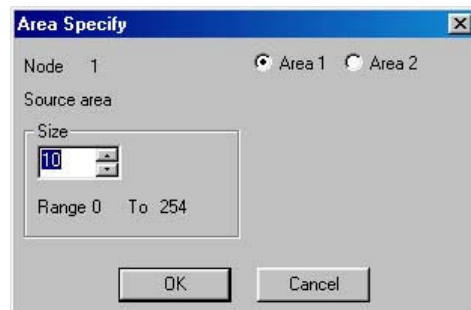 Area Specify
Node 1 Area 1 Area 2
Source area
Size
10
Range 0 To 254
OK Cancel